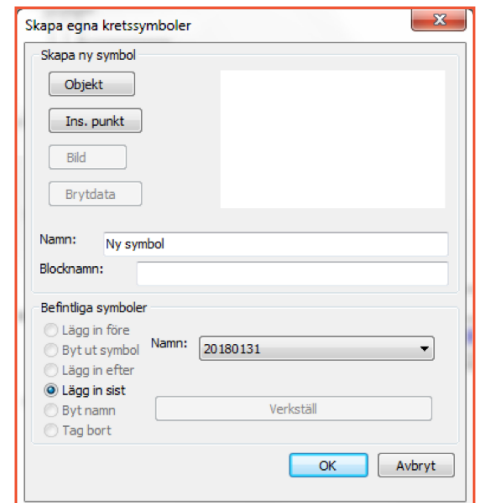 Skapa egna kretssymboler
Skapa ny symbol
Objekt
Ins. punkt
Bild
Brytdata
Namn: Ny symbol
Blocknamn:
Befintliga symboler
Lägg in före
Byt ut symbol Namn: 20180131
Lägg in efter
Lägg in sist
Byt namn Verkställ
Tag bort
OK Avbryt